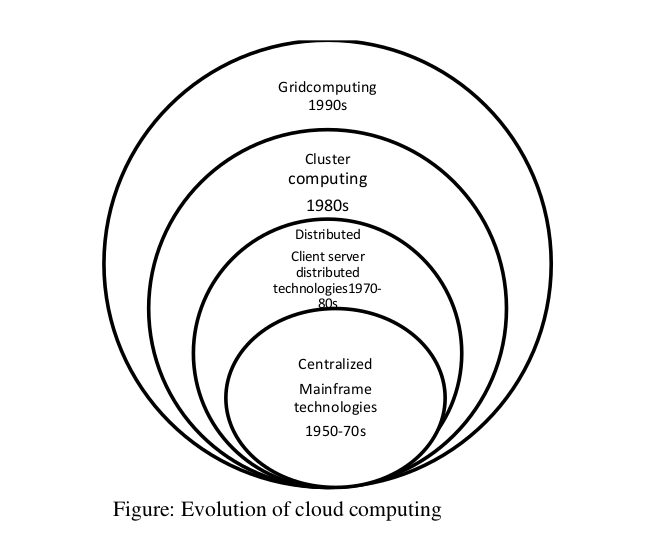 Gridcomputing
1990s
Cluster
computing
1980s
Distributed
Client server
distributed
technologies1970-
80s
Centralized
Mainframe
technologies
1950-70s
Figure: Evolution of cloud computing